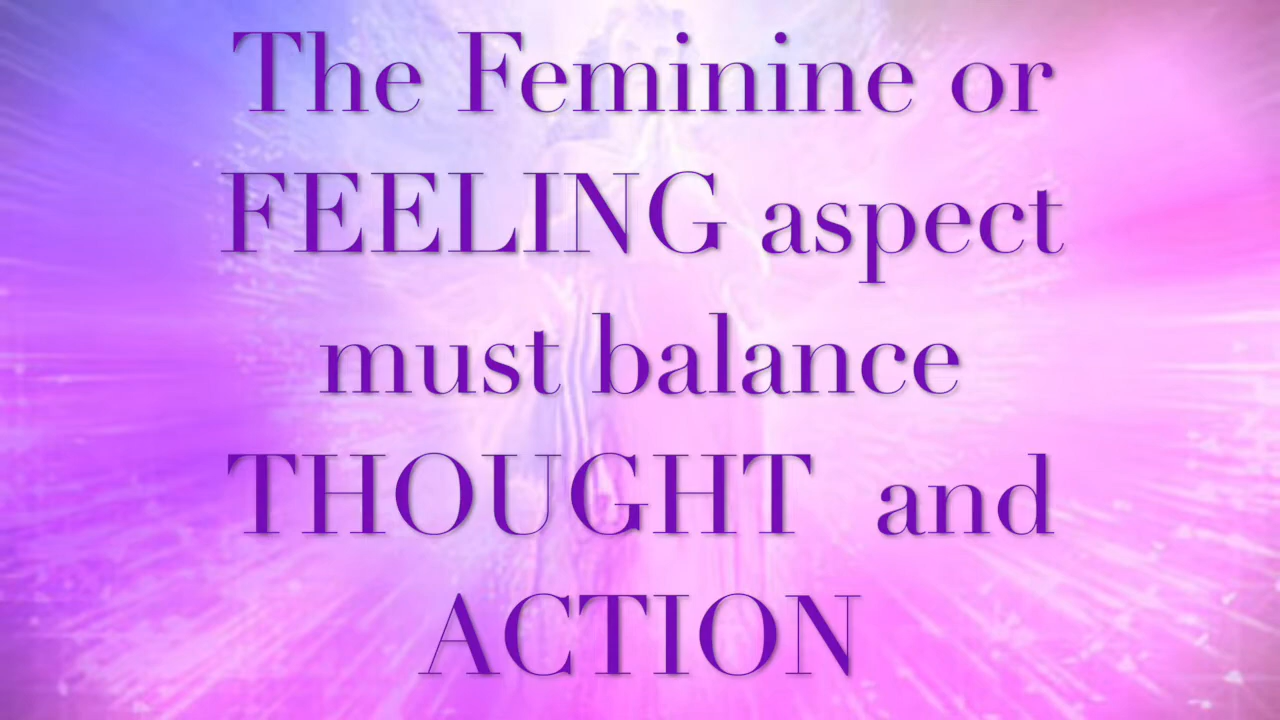 The Feminine or
FEELING aspect
must balance
THOUGHT and
ACTION